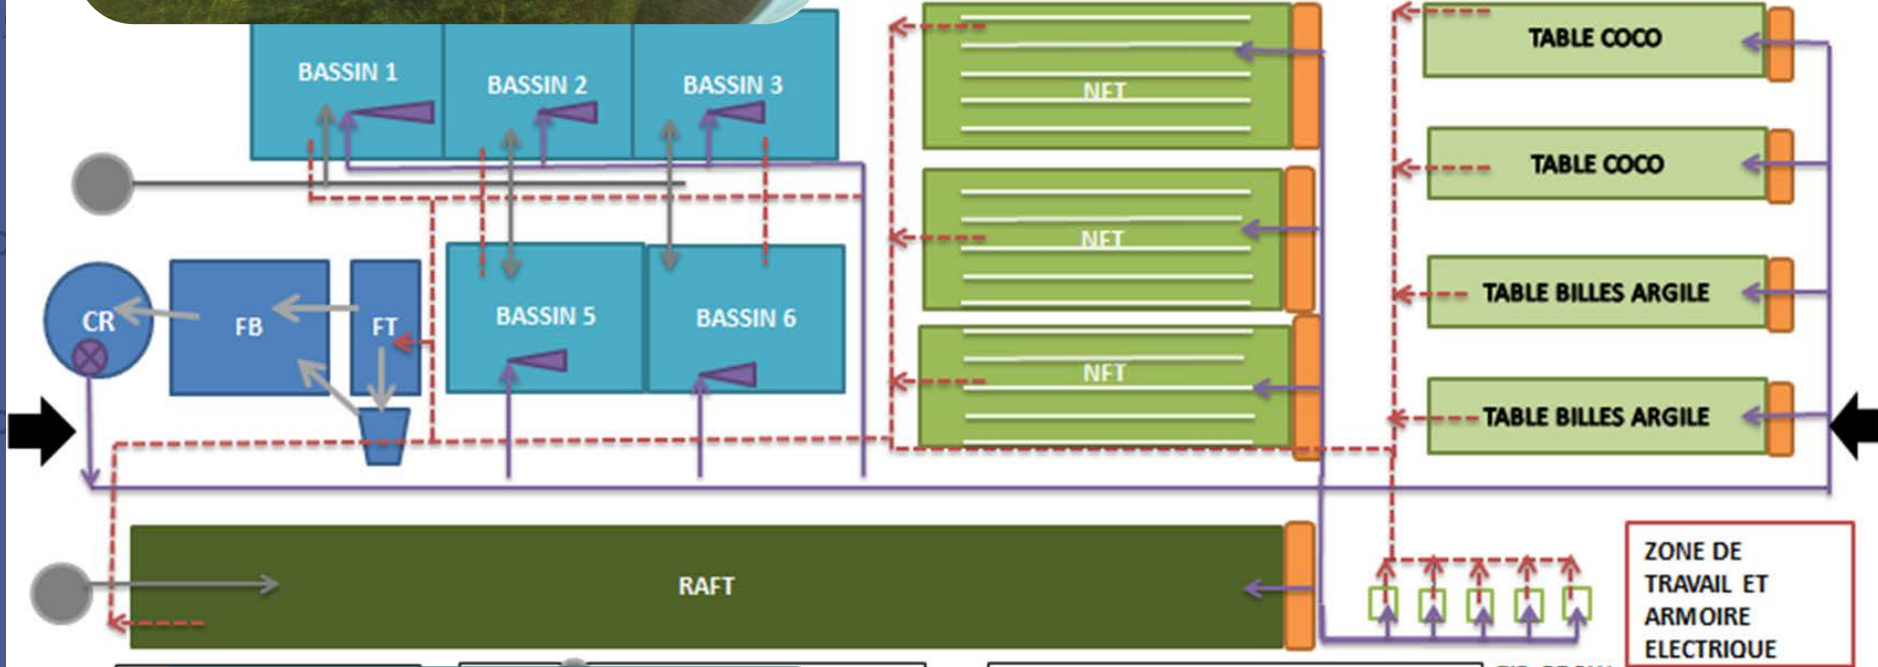 BASSIN 1
BASSIN 2
BASSIN 3
NFT
TABLE COCO
TABLE COCO
NFT
CR
FB
FT
BASSIN 5
BASSIN 6
TABLE BILLES ARGILE
NFT
TABLE BILLES ARGILE
RAFT
ZONE DE
TRAVAIL ET
ARMOIRE
ELECTRIQUE